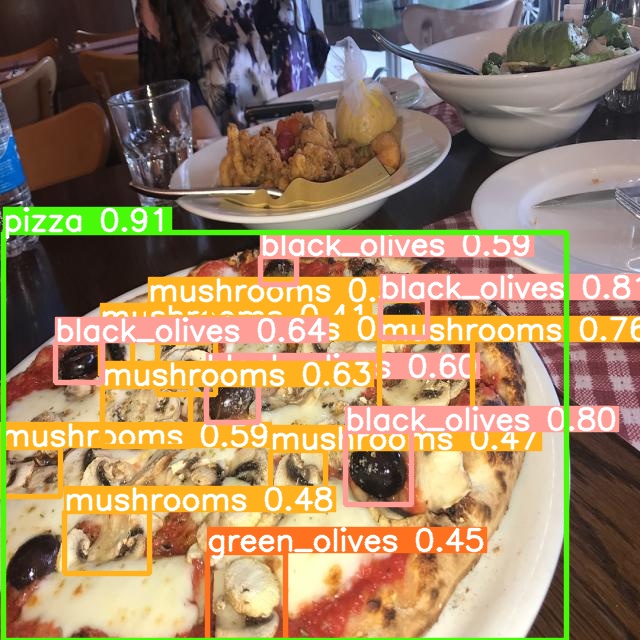 pizza 0.91
black_olives 0.59
mushrooms 0.
black_olives 0.81
black_olives 0.64
mushrooms 0.76
0.60
mushrooms 0.63
black_olives 0.80
mushrooms 0.59
mushrooms 0.47
mushrooms 0.48
green_olives 0.45